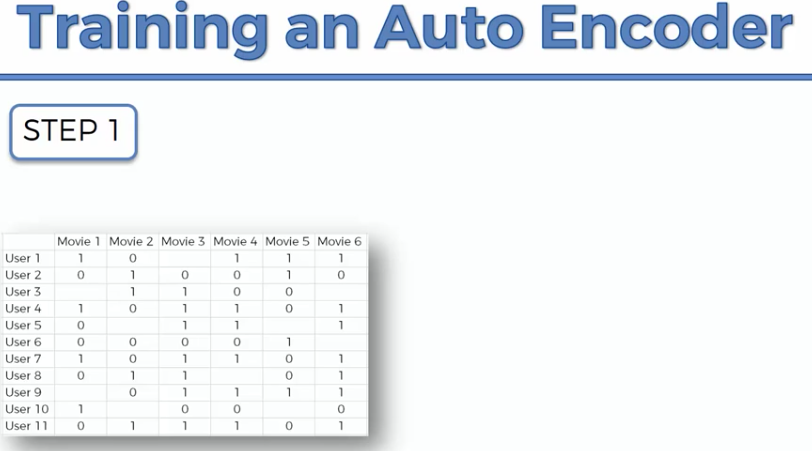 Training an Auto Encoder
STEP 1
Movie 1 Movie 2 Movie 3 Movie 4 Movie 5 Movie 6
User 1 1 0 1 1 1
User 2 0 1 0 0 1 0
User 3 1 1 0 0
User 4 1 0 1 1 0 1
User 5 0 1 1 1
User 6 0 0 0 0 1
User 7 1 0 1 1 0 1
User 8 0 1 1 0 1
User 9 0 1 1 1 1
User 10 1 0 0 0
User 11 0 1 1 1 0 1